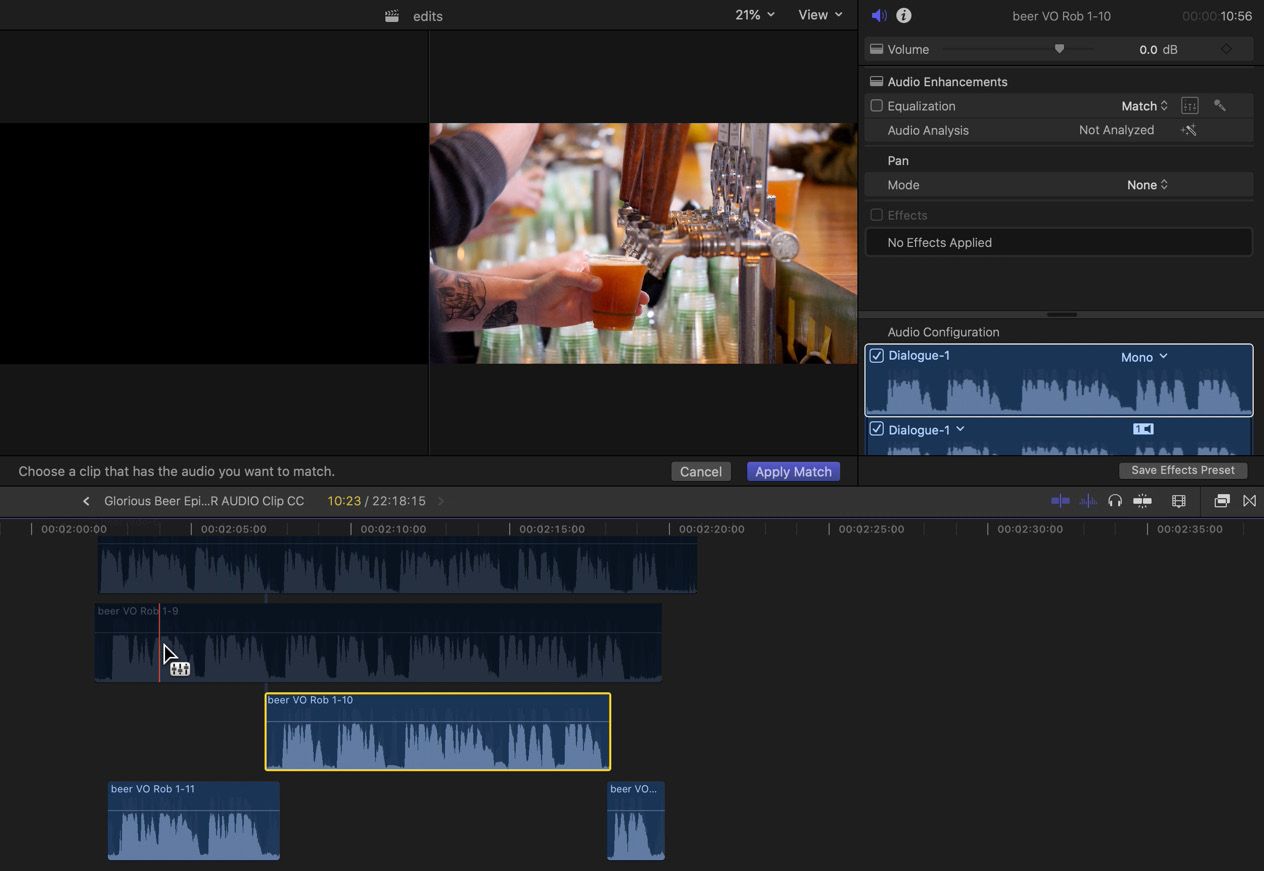 edits
21%
View
beer VO Rob 1-10
00:00:10:56
Volume
0.0 dB
Audio Enhancements
Equalization
Match
Audio Analysis
Not Analyzed
Pan
Mode
None
Effects
No Effects Applied
Audio Configuration
Dialogue-1
Mono
Dialogue-1
1
Choose a clip that has the audio you want to match.
Cancel
Apply Match
Save Effects Preset
Glorious Beer Epi...R AUDIO Clip CC
10:23 / 22:18:15
00:02:00:00
00:02:05:00
00:02:10:00
00:02:15:00
00:02:20:00
00:02:25:00
00:02:30:00
00:02:35:00
beer VO Rob 1-9
beer VO Rob 1-10
beer VO Rob 1-11
beer VO...